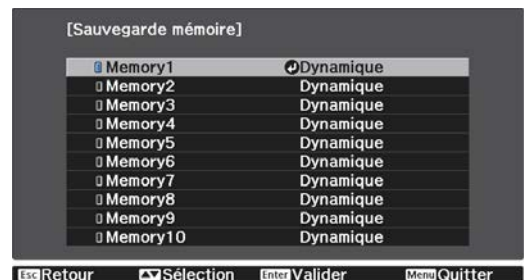 [Sauvegarde mémoire]
Memory1 Dynamique
Memory2 Dynamique
Memory3 Dynamique
Memory4 Dynamique
Memory5 Dynamique
Memory6 Dynamique
Memory7 Dynamique
Memory8 Dynamique
Memory9 Dynamique
Memory10 Dynamique
Esc Retour Sélection Enter Valider Menu Quitter